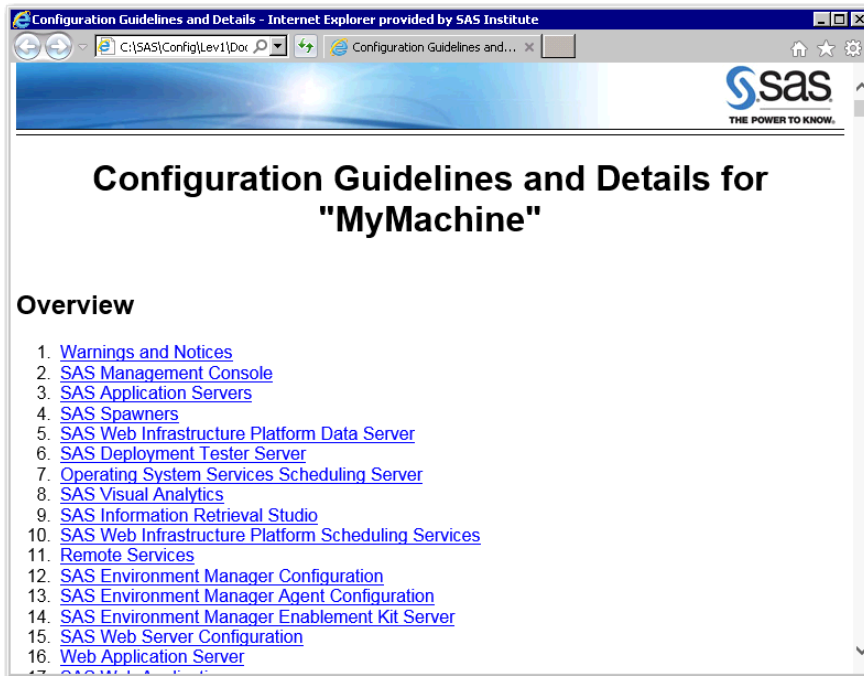 Configuration Guidelines and Details - Internet Explorer provided by SAS Institute
C:\SAS\Config\Lev1\Doc
Configuration Guidelines and...
sas
THE POWER TO KNOW.
Configuration Guidelines and Details for
"MyMachine"
Overview
1. Warnings and Notices
2. SAS Management Console
3. SAS Application Servers
4. SAS Spawners
5. SAS Web Infrastructure Platform Data Server
6. SAS Deployment Tester Server
7. Operating System Services Scheduling Server
8. SAS Visual Analytics
9. SAS Information Retrieval Studio
10. SAS Web Infrastructure Platform Scheduling Services
11. Remote Services
12. SAS Environment Manager Configuration
13. SAS Environment Manager Agent Configuration
14. SAS Environment Manager Enablement Kit Server
15. SAS Web Server Configuration
16. Web Application Server